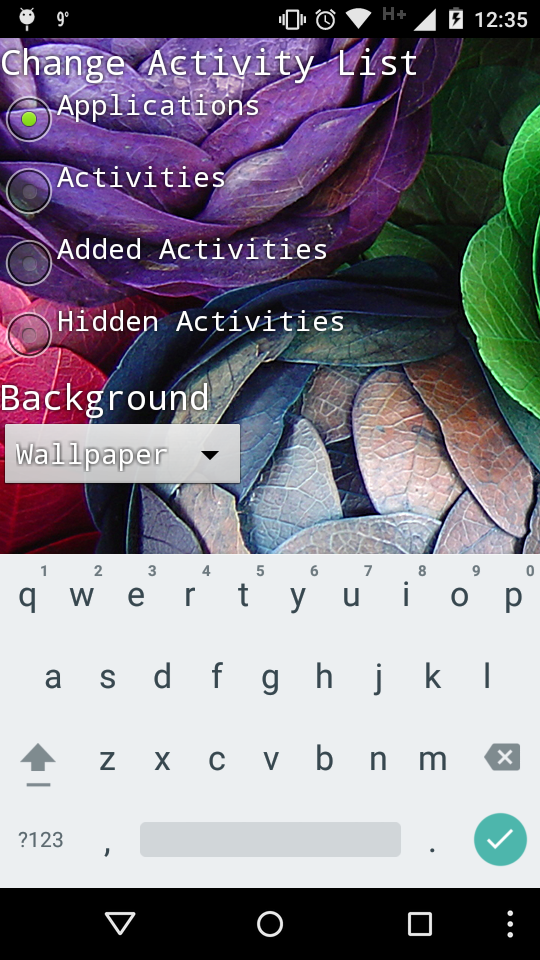 9° H+ 12:35
Change Activity List
Applications
Activities
Added Activities
Hidden Activities
Background
Wallpaper
1 2 3 4 5 6 7 8 9 0
q w e r t y u i o p
a s d f g h j k l
z x c v b n m
?123 , .